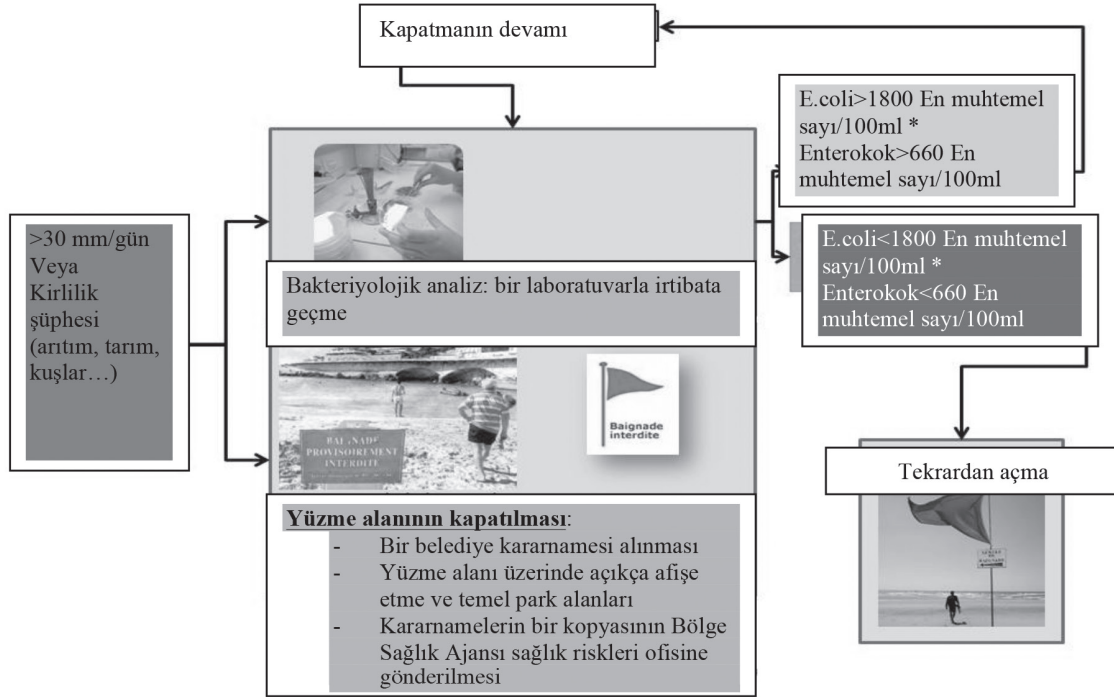 Kapatmanın devamı
E.coli>1800 En muhtemel
sayı/100ml *
Enterokok>660 En
muhtemel sayı/100ml
>30 mm/gün
Veya
Kirlilik
şüphesi
(arıtım, tarım,
kuşlar…)
E.coli<1800 En muhtemel
sayı/100ml *
Enterokok<660 En
muhtemel sayı/100ml
Bakteriyolojik analiz: bir laboratuvarla irtibata
geçme
BAIGNADE
PROVISOIREMENT
INTERDITE
Baignade
interdite
Tekrardan açma
Yüzme alanının kapatılması:
- Bir belediye kararnamesi alınması
- Yüzme alanı üzerinde açıkça afişe
etme ve temel park alanları
- Kararnamelerin bir kopyasının Bölge
Sağlık Ajansı sağlık riskleri ofisine
gönderilmesi